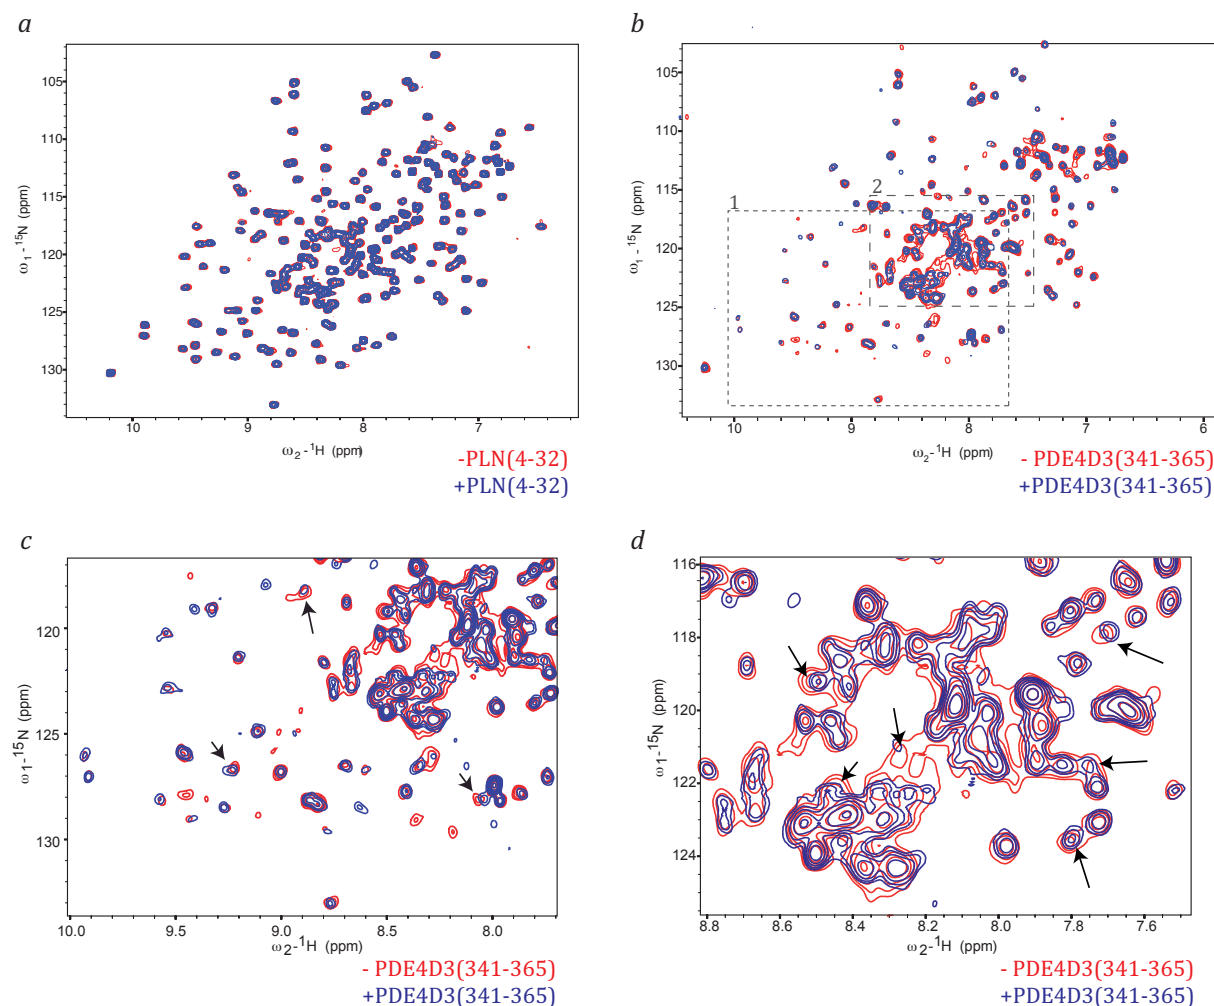 a
105
110
115
120
125
130
ω1 - 15N (ppm)
10
9
8
7
ω2 - 1H (ppm)
-PLN(4-32)
+PLN(4-32)
b
105
110
115
120
125
130
ω1 - 15N (ppm)
2
1
10
9
8
7
6
ω2 - 1H (ppm)
- PDE4D3(341-365)
+PDE4D3(341-365)
c
120
125
130
ω1 - 15N (ppm)
10.0
9.5
9.0
8.5
8.0
ω2 - 1H (ppm)
- PDE4D3(341-365)
+PDE4D3(341-365)
d
116
118
120
122
124
ω1 - 15N (ppm)
8.8
8.6
8.4
8.2
8.0
7.8
7.6
ω2 - 1H (ppm)
- PDE4D3(341-365)
+PDE4D3(341-365)